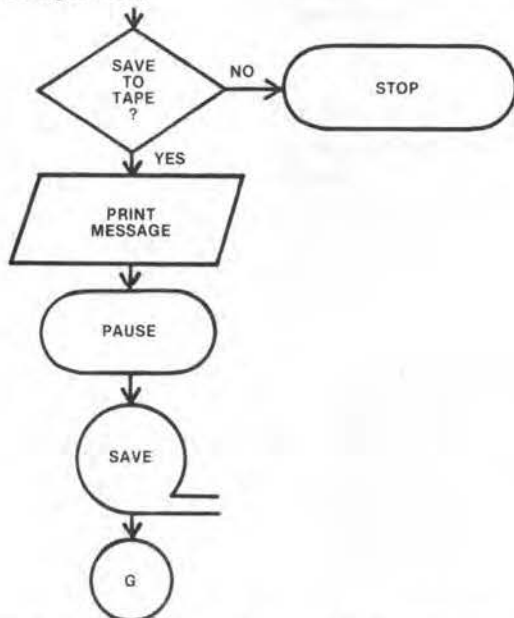 SAVE
TO
TAPE
?
NO
STOP
YES
PRINT
MESSAGE
PAUSE
SAVE
G